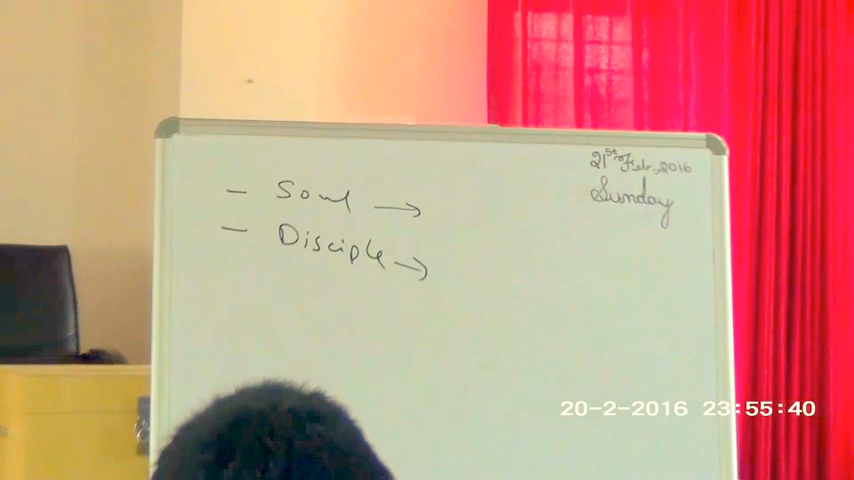 21st Feb, 2016
Sunday
- Soul →
- Disciple →
20-2-2016 23:55:40